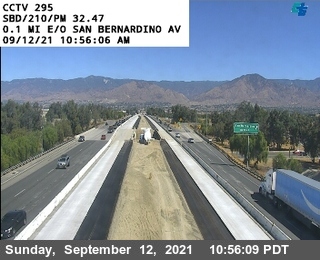 CCTV 295
SBD/210/PM 32.47
0.1 MI E/O SAN BERNARDINO AV
09/12/21 10:56:06 AM
Sunday, September 12, 2021 10:56:09 PDT